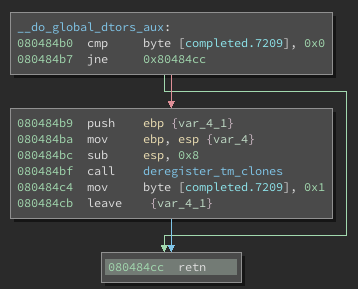 __do_global_dtors_aux:
080484b0 cmp byte [completed.7209], 0x0
080484b7 jne 0x80484cc
080484b9 push ebp {var_4_1}
080484ba mov ebp, esp {var_4}
080484bc sub esp, 0x8
080484bf call deregister_tm_clones
080484c4 mov byte [completed.7209], 0x1
080484cb leave {var_4_1}
080484cc retn